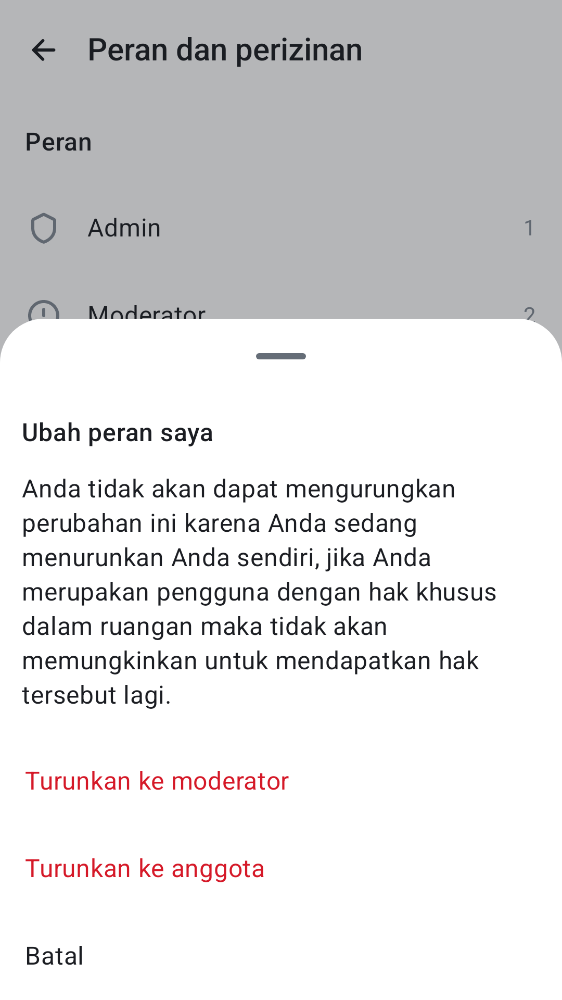 Peran dan perizinan
Peran
Admin 1
Moderator 2
Ubah peran saya
Anda tidak akan dapat mengurungkan
perubahan ini karena Anda sedang
menurunkan Anda sendiri, jika Anda
merupakan pengguna dengan hak khusus
dalam ruangan maka tidak akan
memungkinkan untuk mendapatkan hak
tersebut lagi.
Turunkan ke moderator
Turunkan ke anggota
Batal